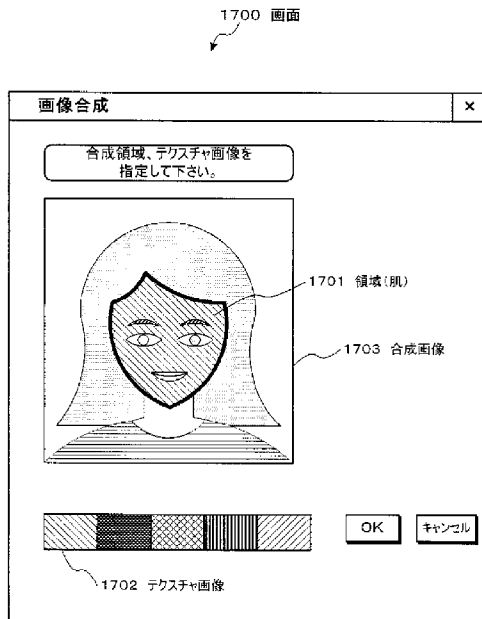 1700 画面
画像合成 ×
合成領域、テクスチャ画像を
指定して下さい。
1701 領域(肌)
1703 合成画像
OK キャンセル
1702 テクスチャ画像